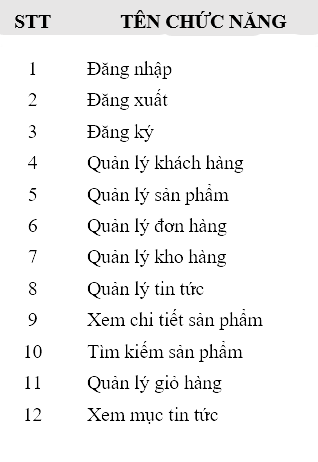 STT TÊN CHỨC NĂNG
1 Đăng nhập
2 Đăng xuất
3 Đăng ký
4 Quản lý khách hàng
5 Quản lý sản phẩm
6 Quản lý đơn hàng
7 Quản lý kho hàng
8 Quản lý tin tức
9 Xem chi tiết sản phẩm
10 Tìm kiếm sản phẩm
11 Quản lý giỏ hàng
12 Xem mục tin tức